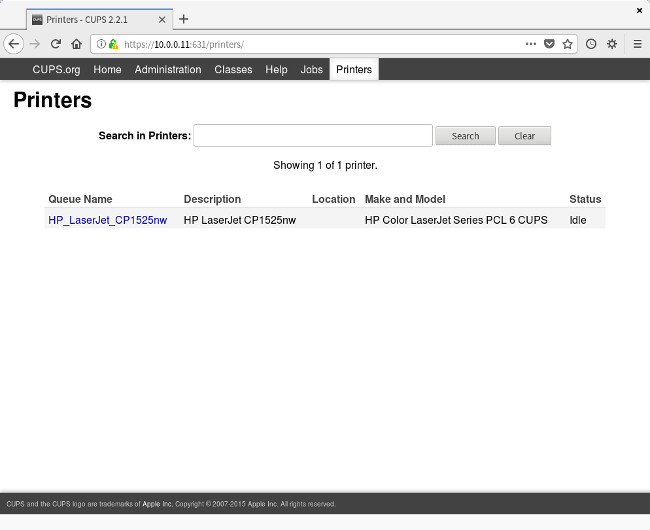 Printers - CUPS 2.2.1
https://10.0.0.11:631/printers/
CUPS.org Home Administration Classes Help Jobs Printers
Printers
Search in Printers: Search Clear
Showing 1 of 1 printer.
Queue Name Description Location Make and Model Status
HP_LaserJet_CP1525nw HP LaserJet CP1525nw HP Color LaserJet Series PCL 6 CUPS Idle
CUPS and the CUPS logo are trademarks of Apple Inc. Copyright © 2007-2015 Apple Inc. All rights reserved.